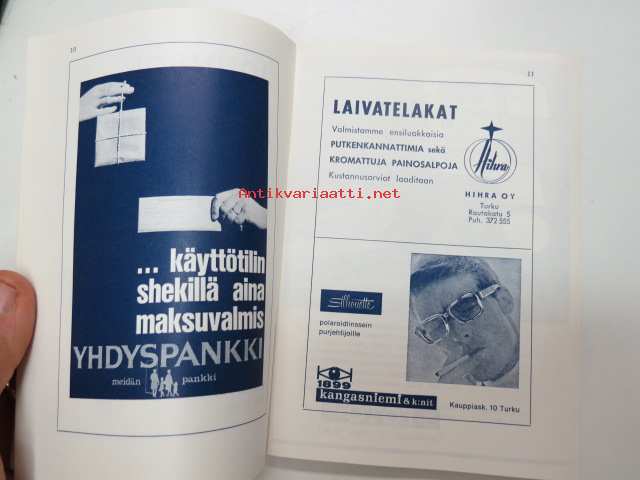 10
... käyttötilin
shekillä aina
maksuvalmis
YHDYSPANKKI
meidän pankki
Antikvariaatti.net
11
LAIVATELAKAT
Valmistamme ensiluokkaisia
PUTKENKANNATTIMIA sekä
KROMATTUJA PAINOSALPOJA
Kustannusarviot laaditaan
Hihra
HIHRA OY
Turku
Rautakatu 5
Puh. 372 555
Silhouette
polaroidlinssein
purjehtijoille
1899
kangasniemi & k:nit
Kauppiask. 10 Turku